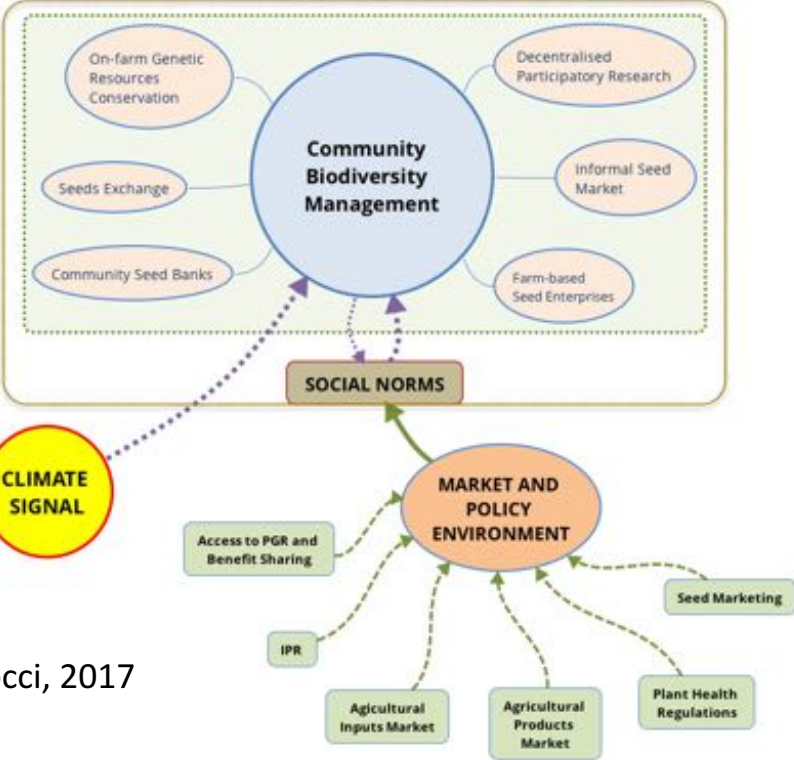 On-farm Genetic
Resources
Conservation
Decentralised
Participatory Research
Community
Biodiversity
Management
Seeds Exchange
Informal Seed
Market
Community Seed Banks
Farm-based
Seed Enterprises
SOCIAL NORMS
CLIMATE
SIGNAL
MARKET AND
POLICY
ENVIRONMENT
Access to PGR and
Benefit Sharing
Seed Marketing
IPR
Agicultural
Inputs Market
Agricultural
Products
Market
Plant Health
Regulations
cci, 2017